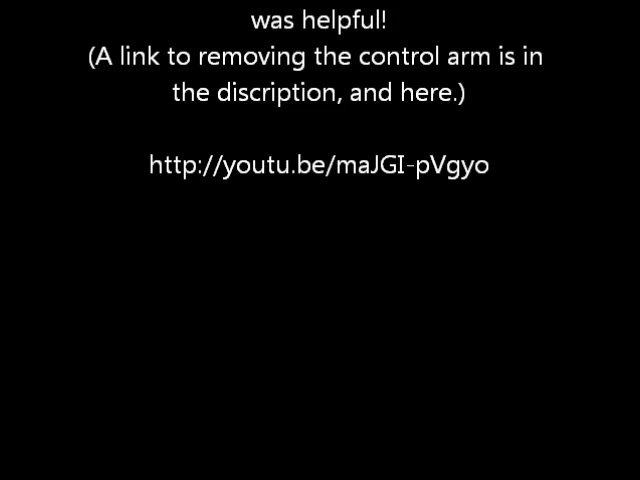 was helpful!
(A link to removing the control arm is in
the discription, and here.)
http://youtu.be/maJGI-pVgyo